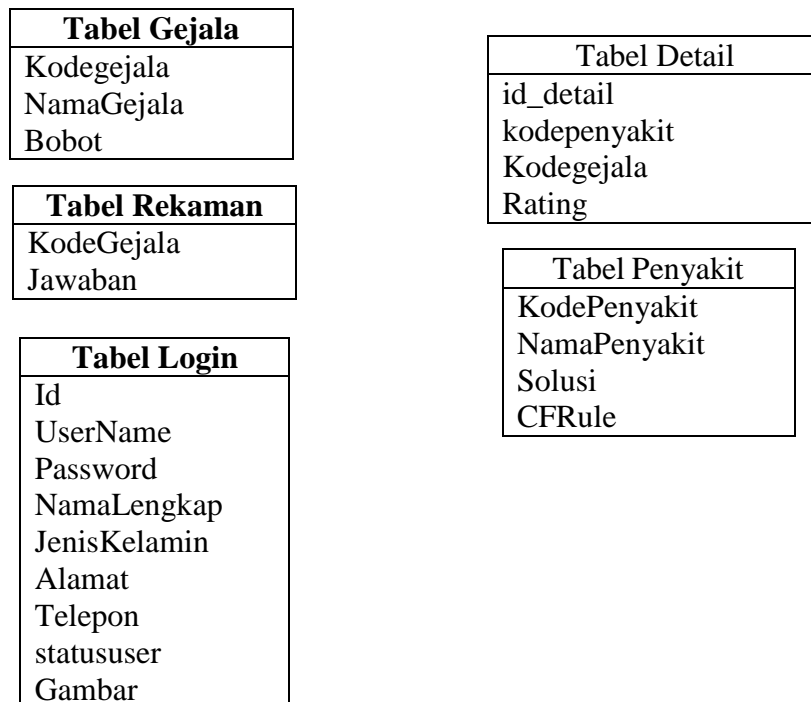 Tabel Gejala
Kodegejala
NamaGejala
Bobot
Tabel Rekaman
KodeGejala
Jawaban
Tabel Login
Id
UserName
Password
NamaLengkap
JenisKelamin
Alamat
Telepon
statususer
Gambar
Tabel Detail
id_detail
kodepenyakit
Kodegejala
Rating
Tabel Penyakit
KodePenyakit
NamaPenyakit
Solusi
CFRule